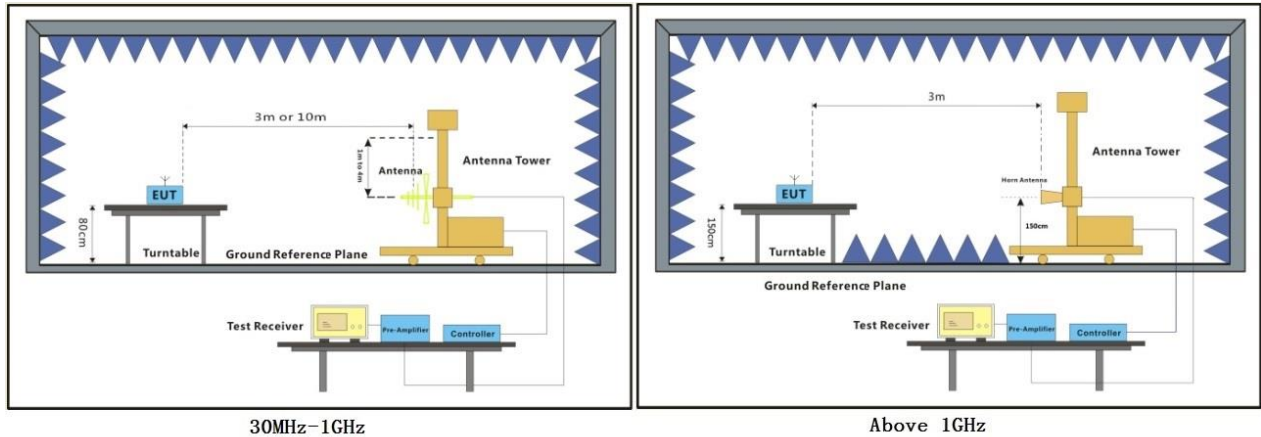 3m or 10m
1m to 4m
Antenna
Antenna Tower
EUT
80cm
Turntable
Ground Reference Plane
Test Receiver
Pre-Amplifier
Controller
30MHz-1GHz
3m
Antenna Tower
Horn Antenna
EUT
150cm
150cm
Turntable
Ground Reference Plane
Test Receiver
Pre-Amplifier
Controller
Above 1GHz